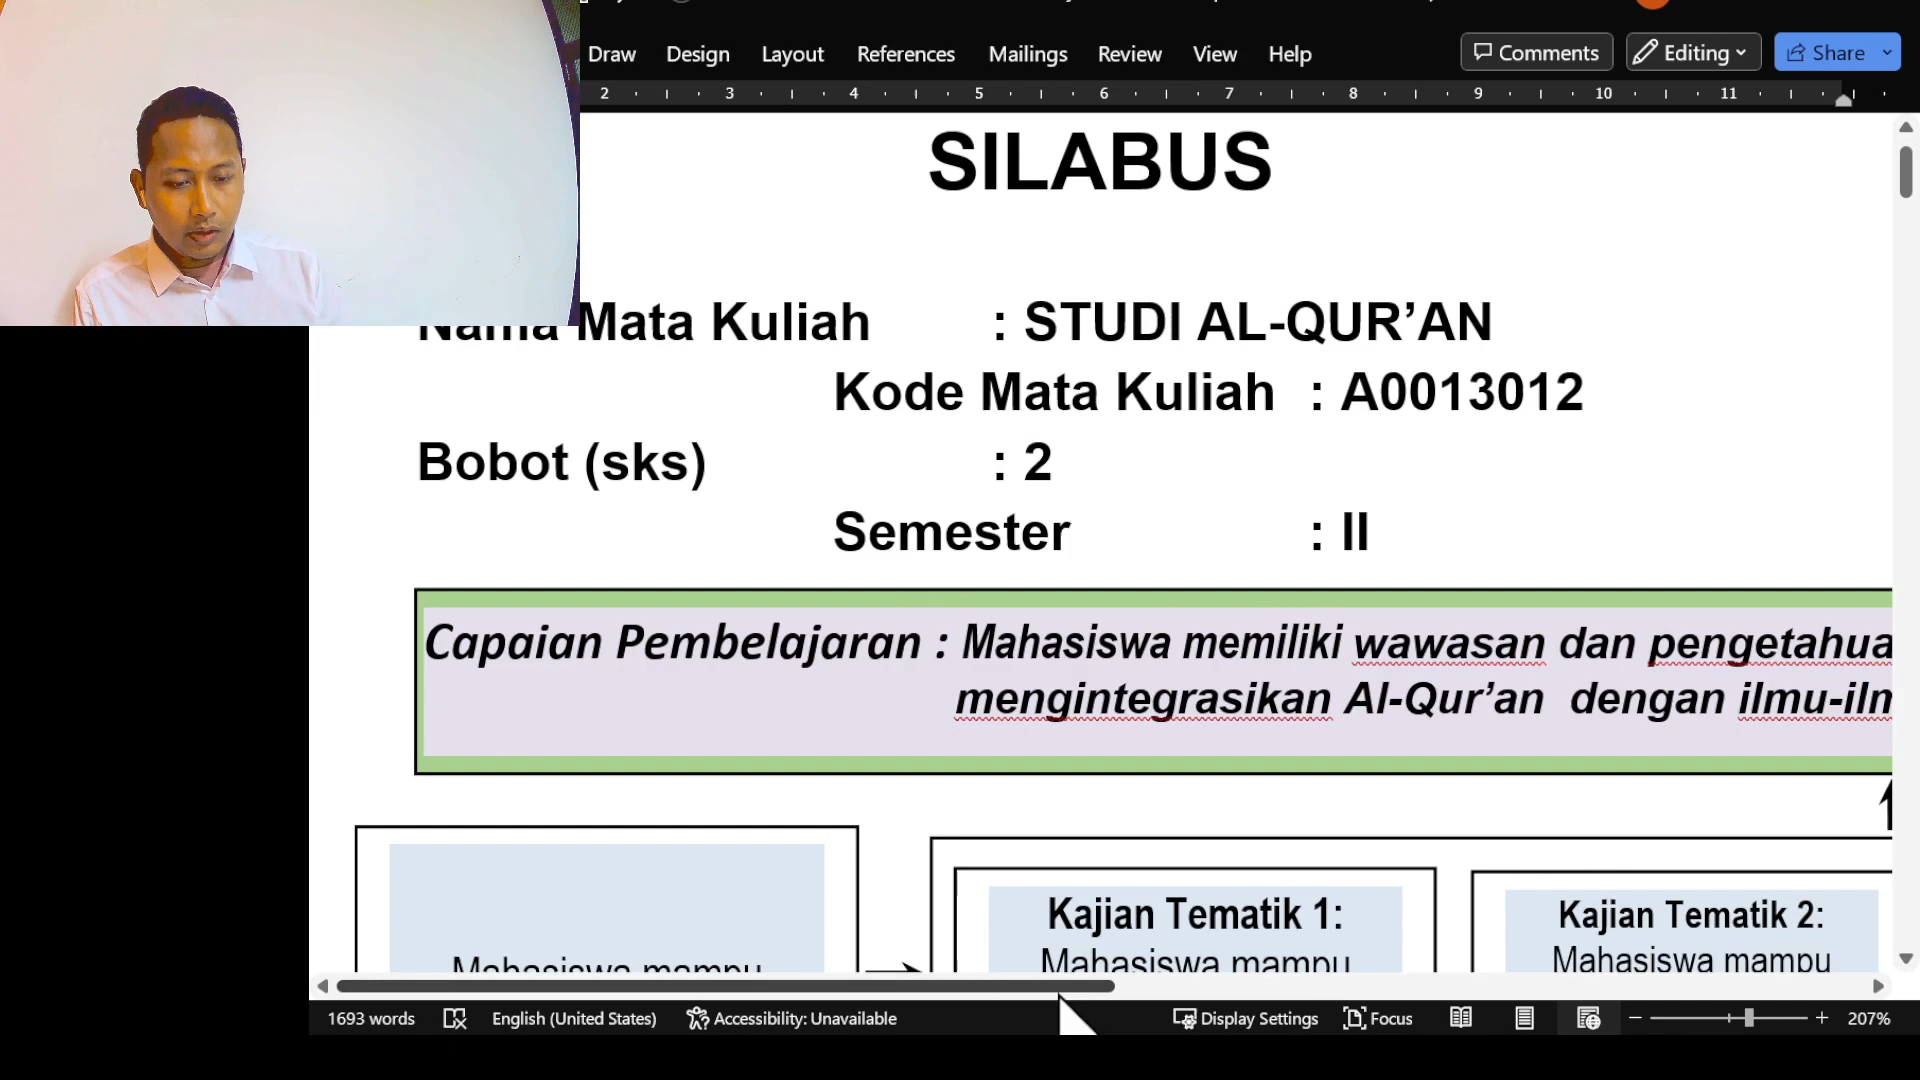 Draw Design Layout References Mailings Review View Help Comments Editing Share
2 3 4 5 6 7 8 9 10 11
SILABUS
Nama Mata Kuliah : STUDI AL-QUR’AN
Kode Mata Kuliah : A0013012
Bobot (sks) : 2
Semester : II
Capaian Pembelajaran : Mahasiswa memiliki wawasan dan pengetahua
mengintegrasikan Al-Qur’an dengan ilmu-ilm
Kajian Tematik 1:
Mahasiswa mampu
Kajian Tematik 2:
Mahasiswa mampu
Mahasiswa mampu
1693 words English (United States) Accessibility: Unavailable Display Settings Focus 207%